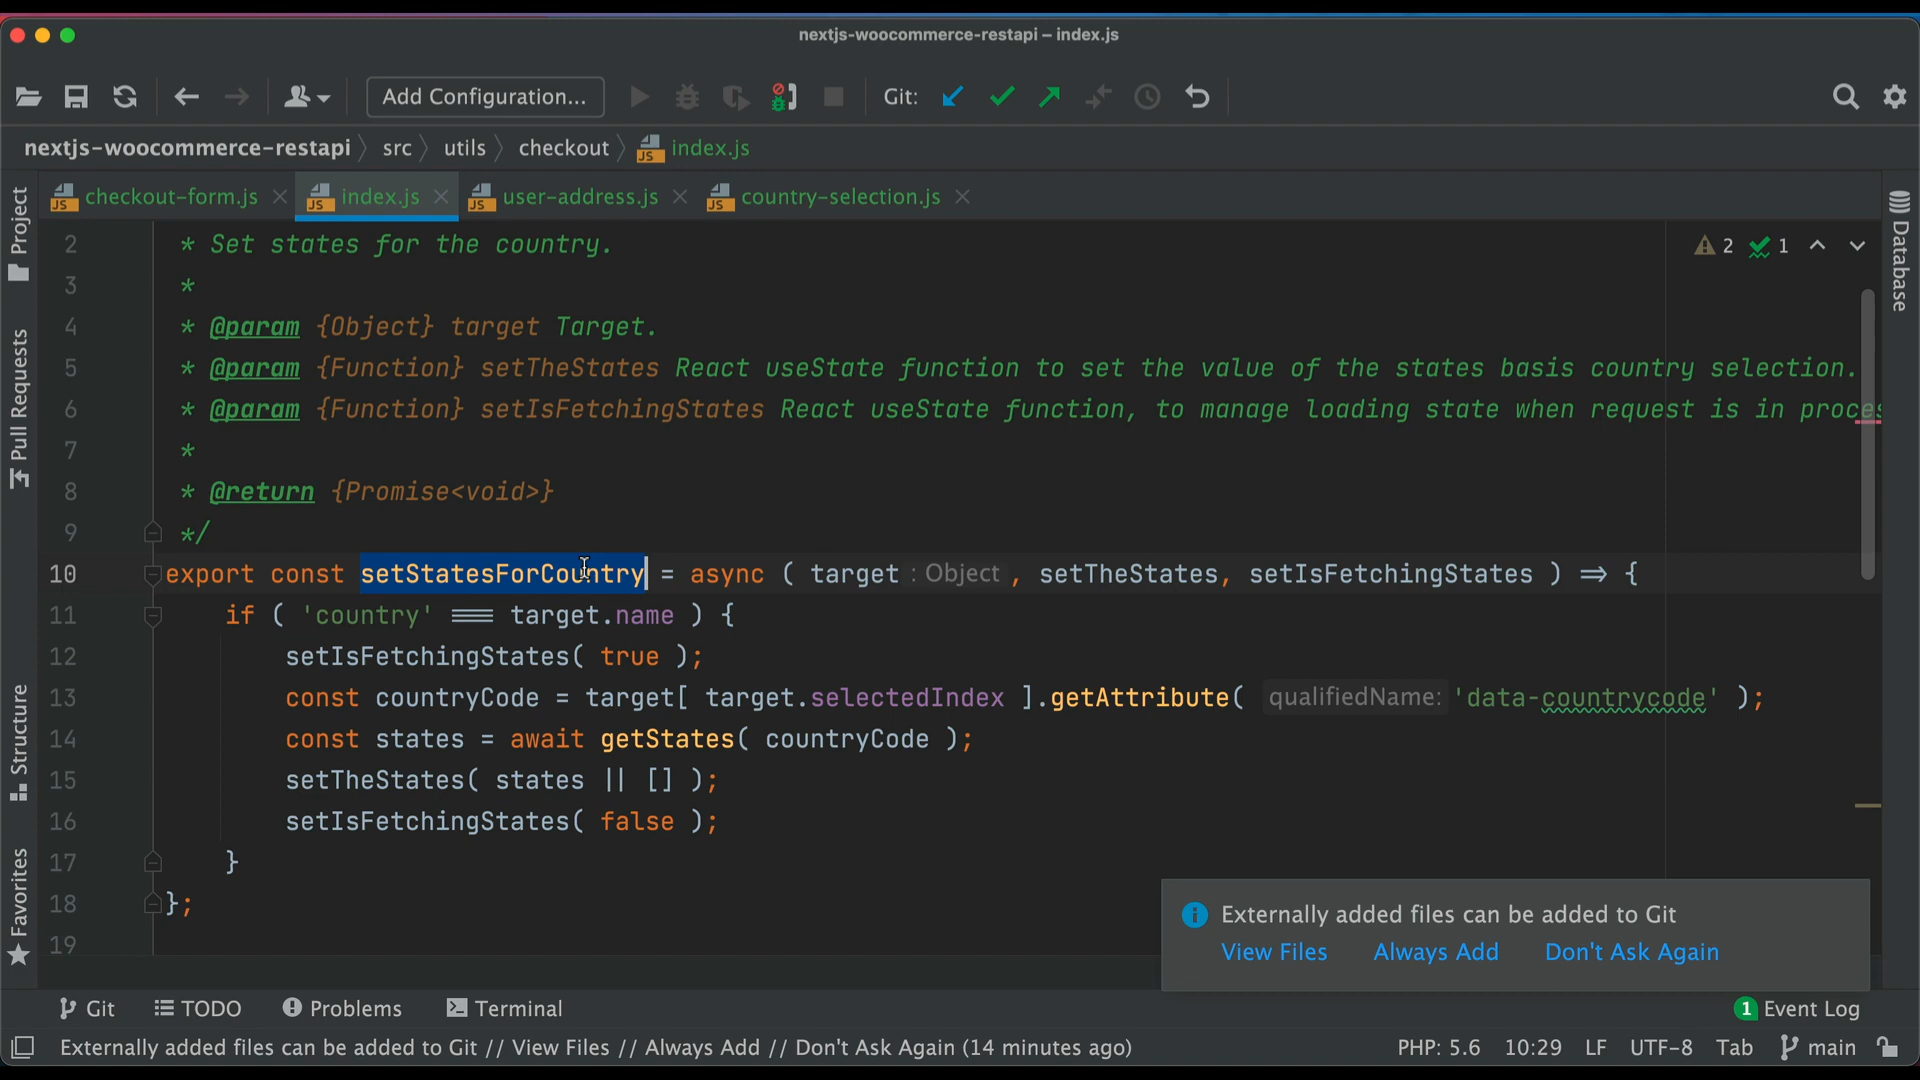 nextjs-woocommerce-restapi – index.js
Add Configuration...
Git:
nextjs-woocommerce-restapi 〉 src 〉 utils 〉 checkout 〉 JS index.js
JS checkout-form.js
JS index.js
JS user-address.js
JS country-selection.js
Project
Pull Requests
Structure
Favorites
Database
2 1
2 * Set states for the country.
3 *
4 * @param {Object} target Target.
5 * @param {Function} setTheStates React useState function to set the value of the states basis country selection.
6 * @param {Function} setIsFetchingStates React useState function, to manage loading state when request is in proces
7 *
8 * @return {Promise<void>}
9 */
10 export const setStatesForCountry = async ( target : Object , setTheStates, setIsFetchingStates ) => {
11 if ( 'country' === target.name ) {
12 setIsFetchingStates( true );
13 const countryCode = target[ target.selectedIndex ].getAttribute( qualifiedName: 'data-countrycode' );
14 const states = await getStates( countryCode );
15 setTheStates( states || [] );
16 setIsFetchingStates( false );
17 }
18 };
19
Externally added files can be added to Git
View Files Always Add Don't Ask Again
Git TODO Problems Terminal
1 Event Log
Externally added files can be added to Git // View Files // Always Add // Don't Ask Again (14 minutes ago)
PHP: 5.6 10:29 LF UTF-8 Tab main